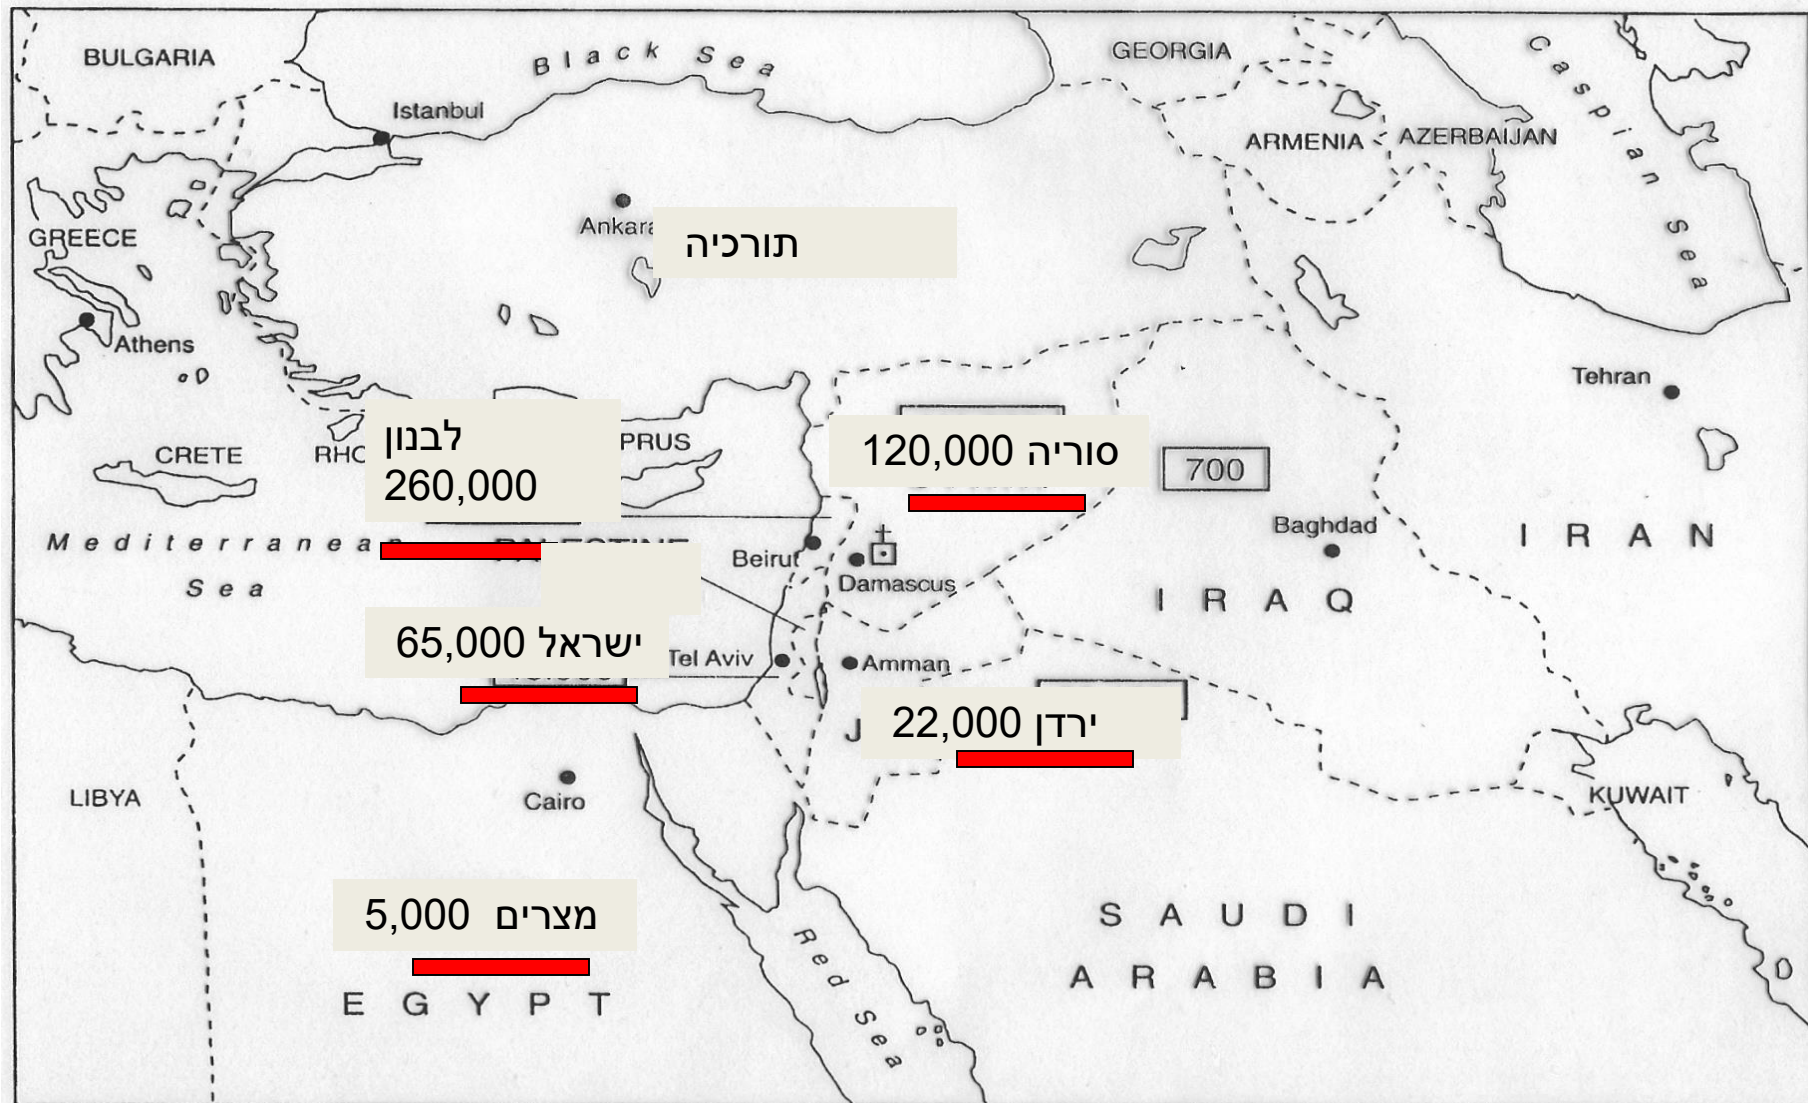 BULGARIA
Black Sea
GEORGIA
Caspian Sea
Istanbul
ARMENIA
AZERBAIJAN
Ankara
GREECE
תורכיה
Athens
Tehran
לבנון
260,000
PRUS
סוריה 120,000
CRETE
RHO
700
Baghdad
IRAN
Mediterranean
Sea
Beirut
Damascus
IRAQ
ישראל 65,000
Tel Aviv
Amman
ירדן 22,000
J
LIBYA
Cairo
KUWAIT
מצרים 5,000
SAUDI
ARABIA
Red Sea
EGYPT